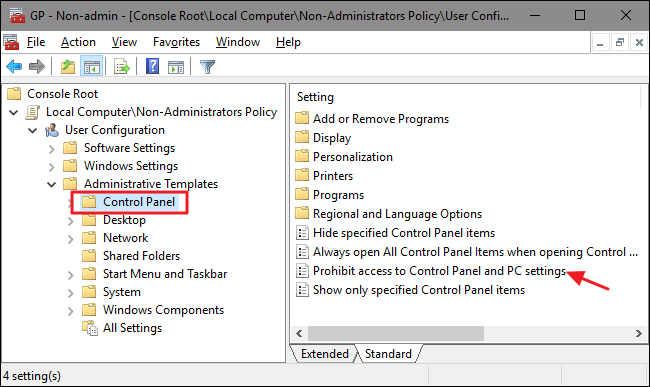 GP - Non-admin - [Console Root\Local Computer\Non-Administrators Policy\User Confi...
File Action View Favorites Window Help
Console Root
Local Computer\Non-Administrators Policy
User Configuration
Software Settings
Windows Settings
Administrative Templates
Control Panel
Desktop
Network
Shared Folders
Start Menu and Taskbar
System
Windows Components
All Settings
Setting
Add or Remove Programs
Display
Personalization
Printers
Programs
Regional and Language Options
Hide specified Control Panel items
Always open All Control Panel Items when opening Control ...
Prohibit access to Control Panel and PC settings
Show only specified Control Panel items
Extended Standard
4 setting(s)